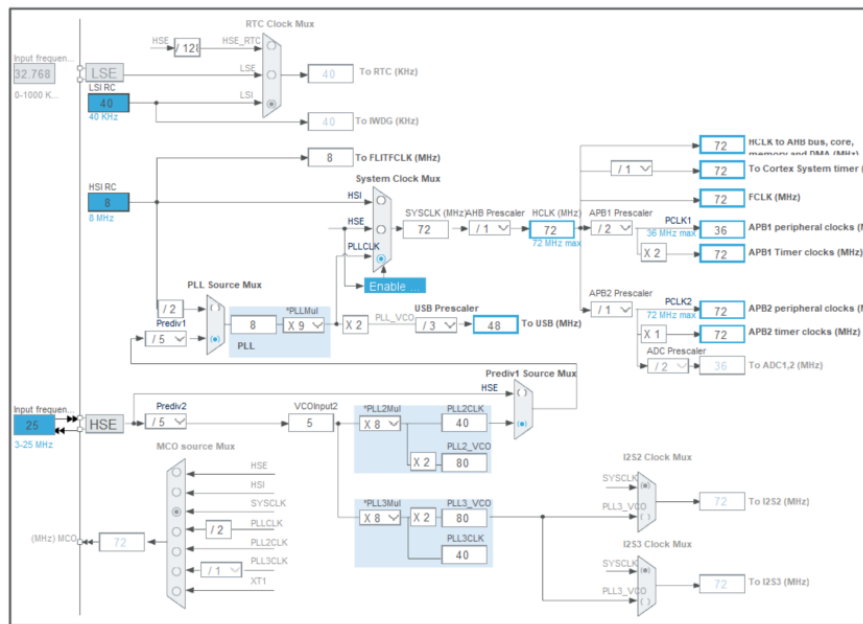 RTC Clock Mux
HSE
/ 128
HSE_RTC
Input frequen...
32.768
LSE
LSE
40
To RTC (KHz)
0-1000 K...
LSI RC
40
LSI
40 KHz
40
To IWDG (KHz)
8
To FLITFCLK (MHz)
HSI RC
8
8 MHz
System Clock Mux
HSI
HSE
PLLCLK
SYSCLK (MHz)
72
AHB Prescaler
/ 1
HCLK (MHz)
72
72 MHz max
Enable ...
72
HCLK to AHB bus, core,
memory and DMA (MHz)
/ 1
72
To Cortex System timer (
72
FCLK (MHz)
APB1 Prescaler
/ 2
PCLK1
36 MHz max
36
APB1 peripheral clocks (M
X 2
72
APB1 Timer clocks (MHz)
APB2 Prescaler
/ 1
PCLK2
72 MHz max
72
APB2 peripheral clocks (M
X 1
72
APB2 timer clocks (MHz)
ADC Prescaler
/ 2
36
To ADC1,2 (MHz)
PLL Source Mux
/ 2
Prediv1
/ 5
8
*PLLMul
X 9
PLL
X 2
PLL_VCO
USB Prescaler
/ 3
48
To USB (MHz)
Prediv1 Source Mux
HSE
Input frequen...
25
3-25 MHz
HSE
Prediv2
/ 5
VCOInput2
5
*PLL2Mul
X 8
PLL2CLK
40
X 2
PLL2_VCO
80
*PLL3Mul
X 8
X 2
PLL3_VCO
80
PLL3CLK
40
MCO source Mux
HSE
HSI
SYSCLK
PLLCLK
/ 2
PLL2CLK
PLL3CLK
/ 1
XT1
(MHz) MCO
72
I2S2 Clock Mux
SYSCLK
PLL3_VCO
72
To I2S2 (MHz)
I2S3 Clock Mux
SYSCLK
PLL3_VCO
72
To I2S3 (MHz)